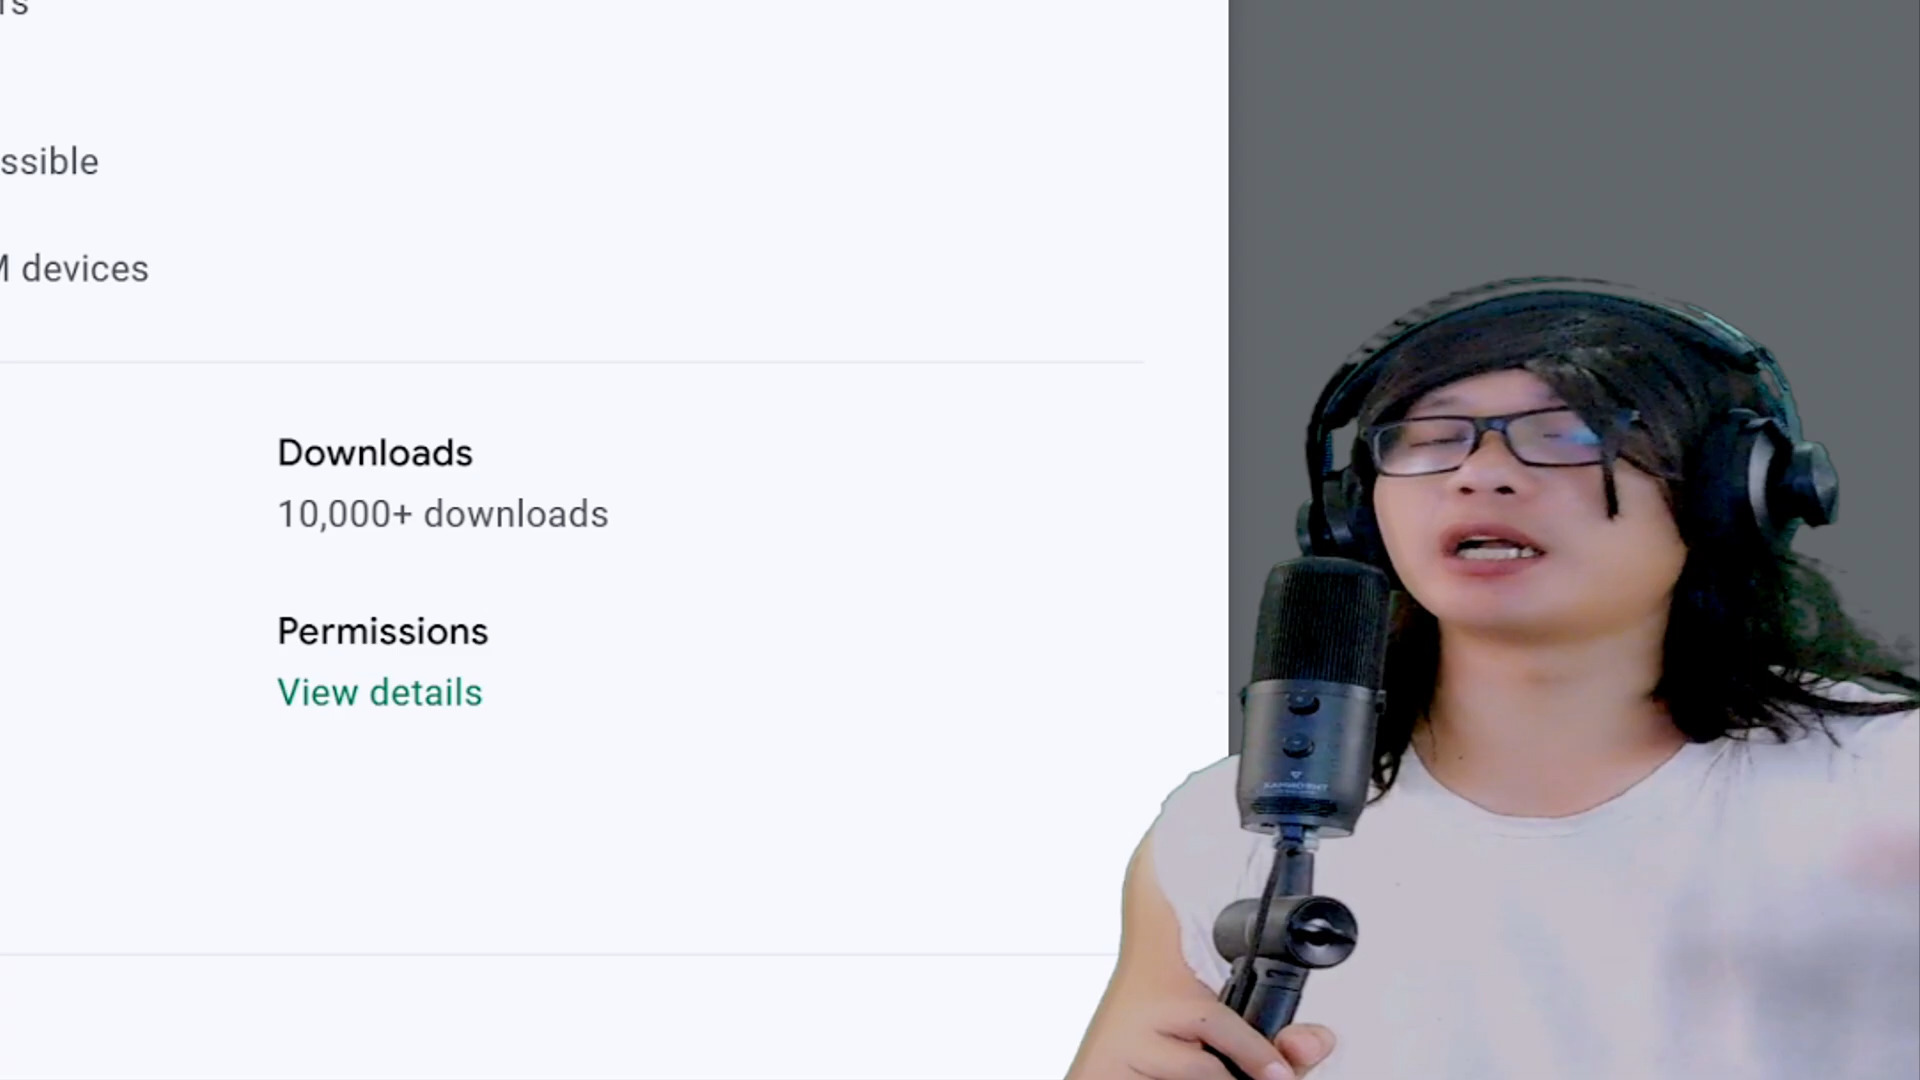 ssible
devices
Downloads
10,000+ downloads
Permissions
View details